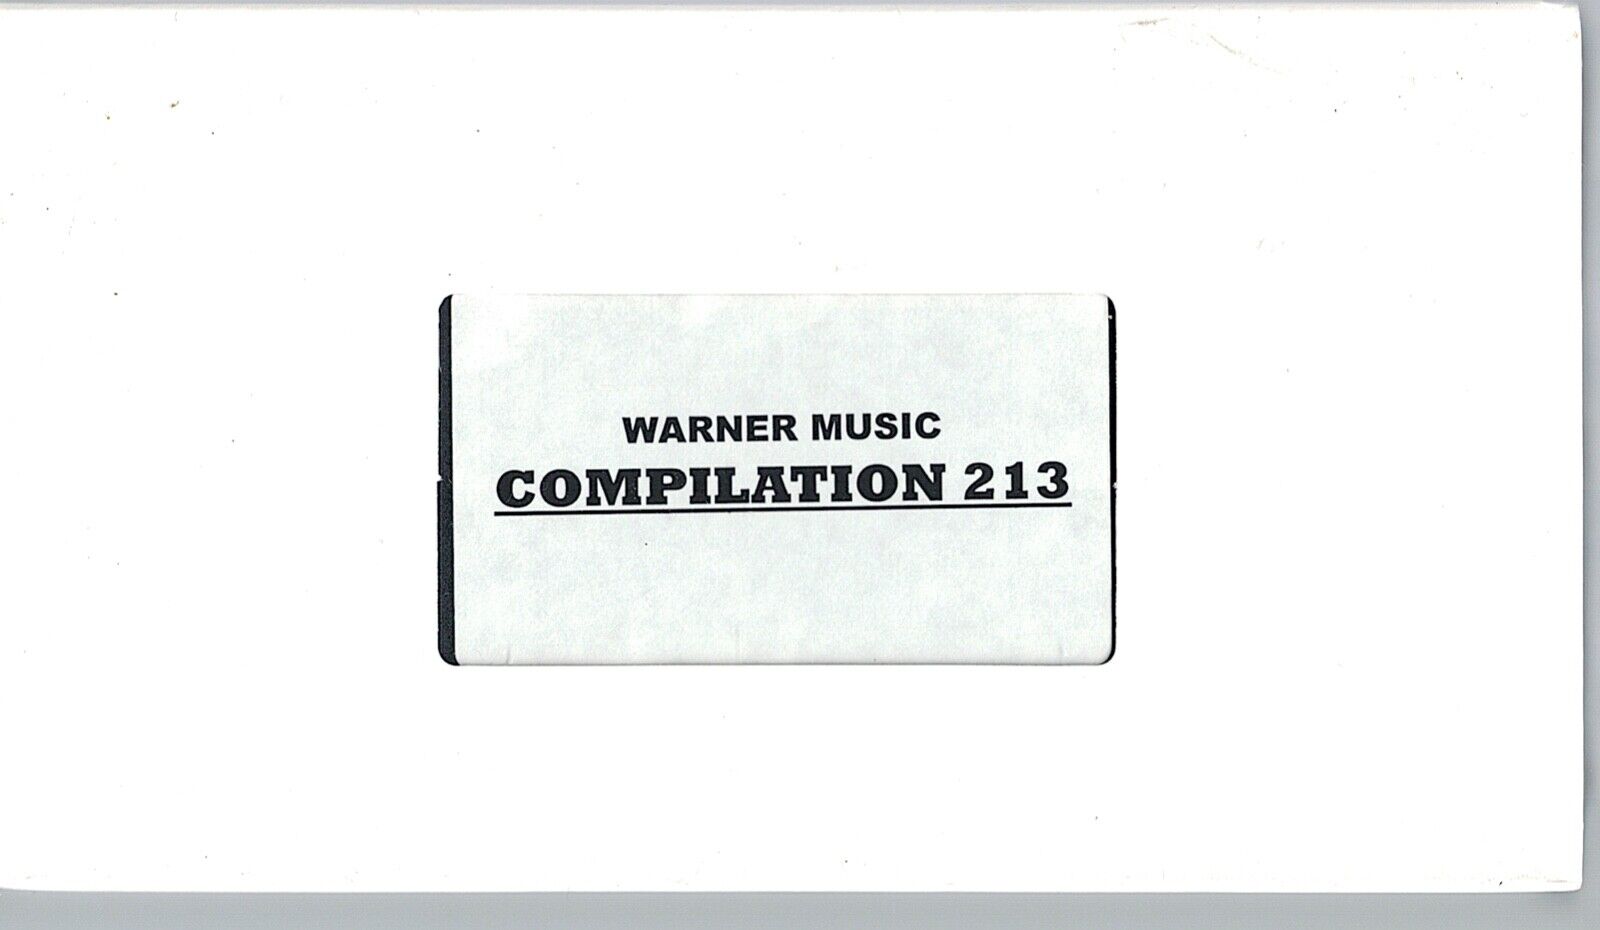 WARNER MUSIC
COMPILATION 213